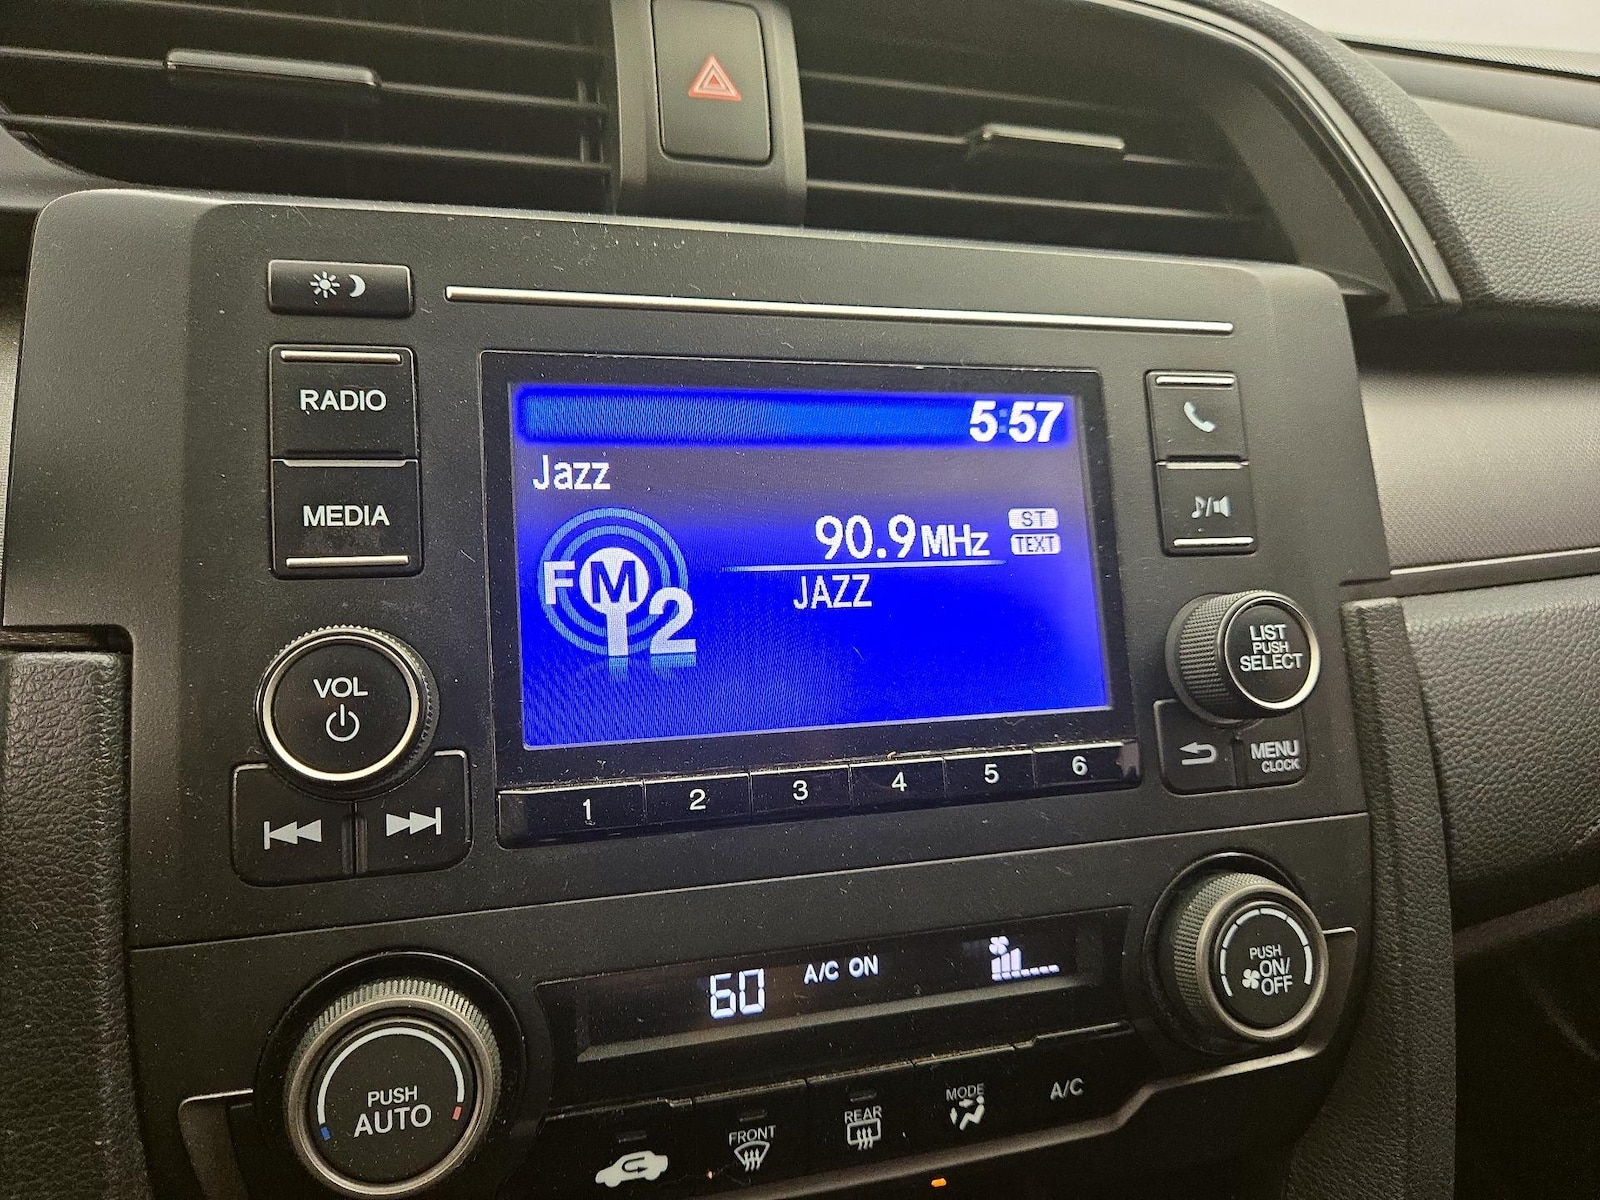 RADIO
MEDIA
5:57
Jazz
90.9MHz
ST
TEXT
FM 2
JAZZ
VOL
LIST
PUSH
SELECT
MENU
CLOCK
1 2 3 4 5 6
60
A/C ON
PUSH
ON/
OFF
PUSH
AUTO
FRONT
REAR
MODE
A/C